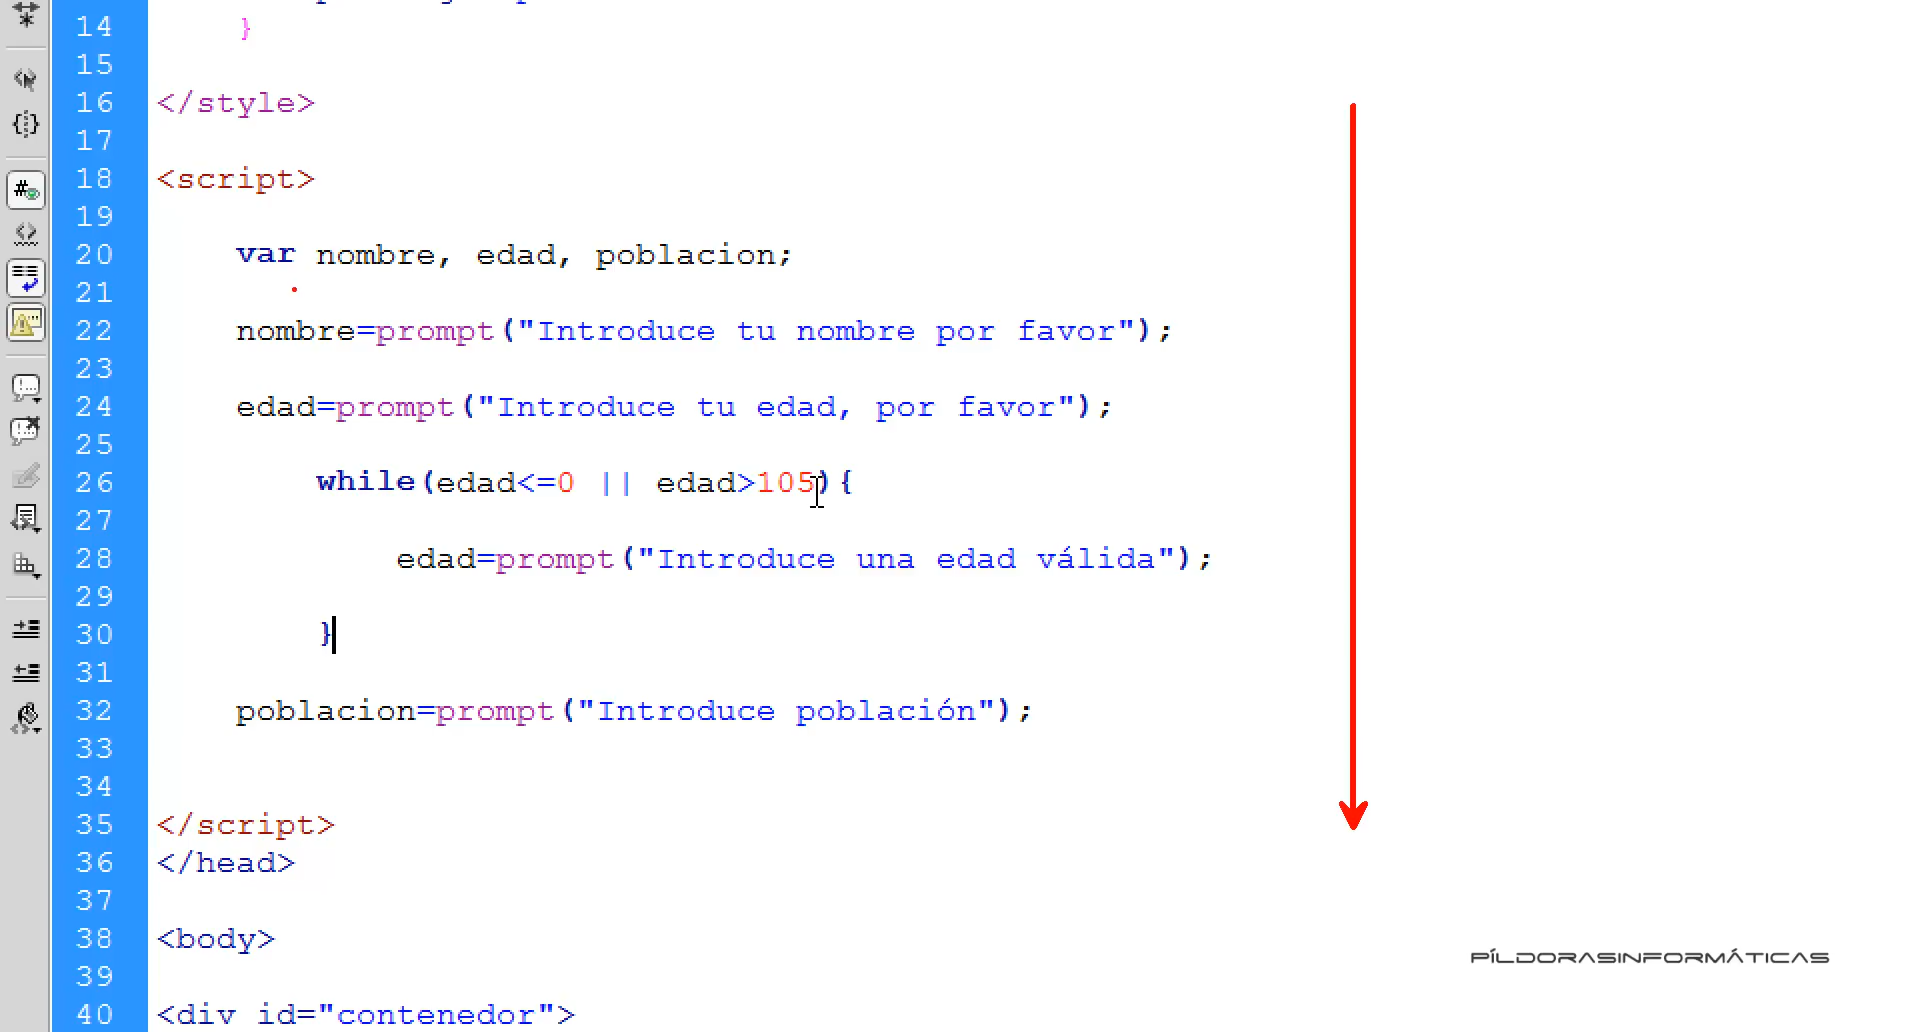 14 }
15
16 </style>
17
18 <script>
19
20 var nombre, edad, poblacion;
21
22 nombre=prompt("Introduce tu nombre por favor");
23
24 edad=prompt("Introduce tu edad, por favor");
25
26 while(edad<=0 || edad>105){
27
28 edad=prompt("Introduce una edad válida");
29
30 }
31
32 poblacion=prompt("Introduce población");
33
34
35 </script>
36 </head>
37
38 <body>
39
40 <div id="contenedor">
PÍLDORASINFORMÁTICAS